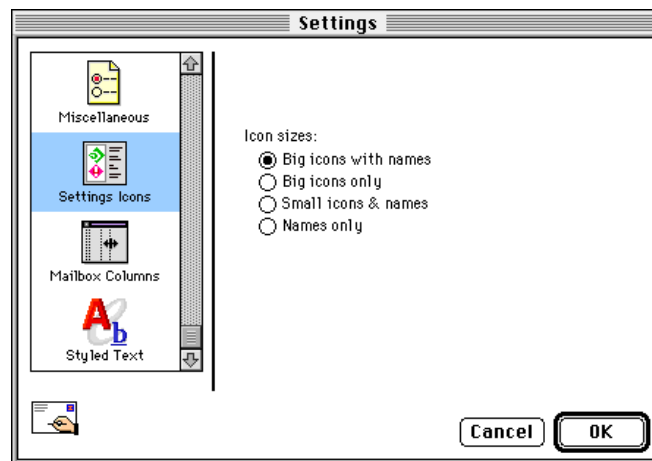 Settings
Miscellaneous
Settings Icons
Mailbox Columns
Styled Text
Icon sizes:
Big icons with names
Big icons only
Small icons & names
Names only
Cancel
OK